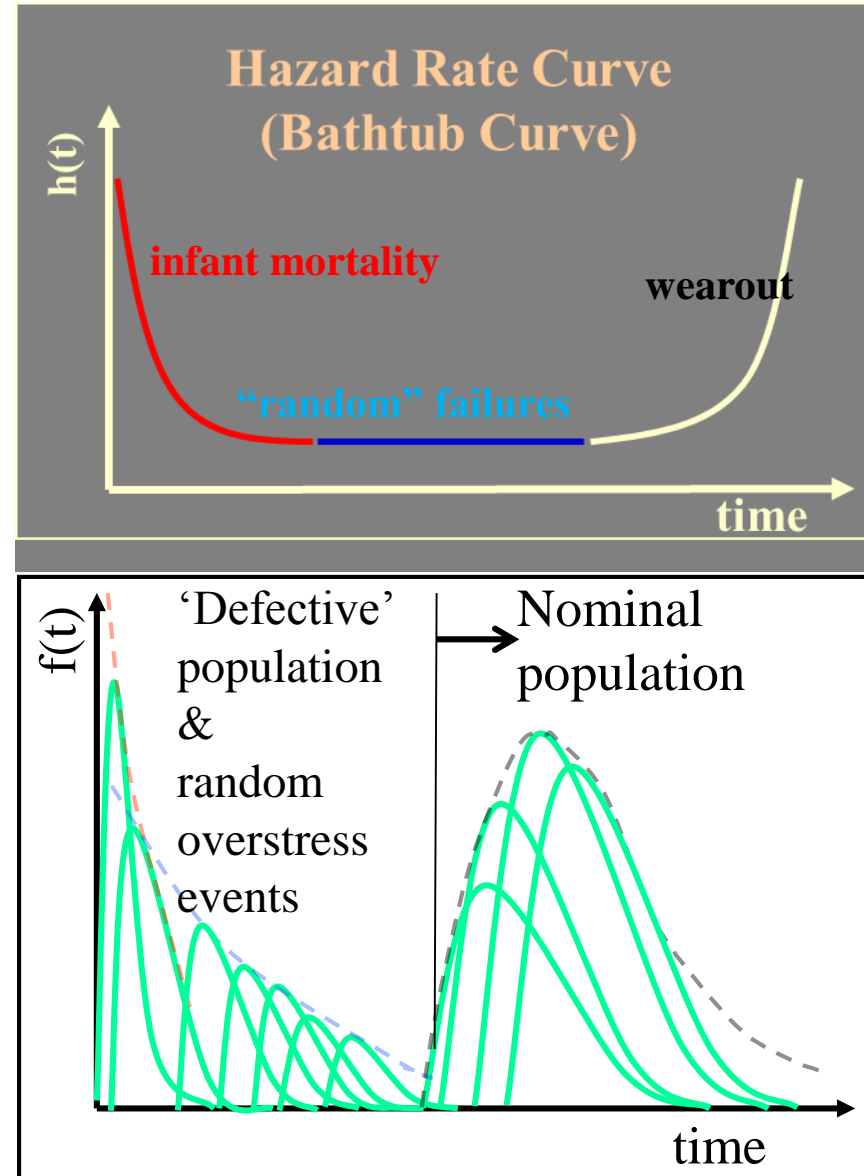 Hazard Rate Curve
(Bathtub Curve)
h(t)
infant mortality
wearout
“random” failures
time
f(t)
‘Defective’
population
&
random
overstress
events
Nominal
population
time